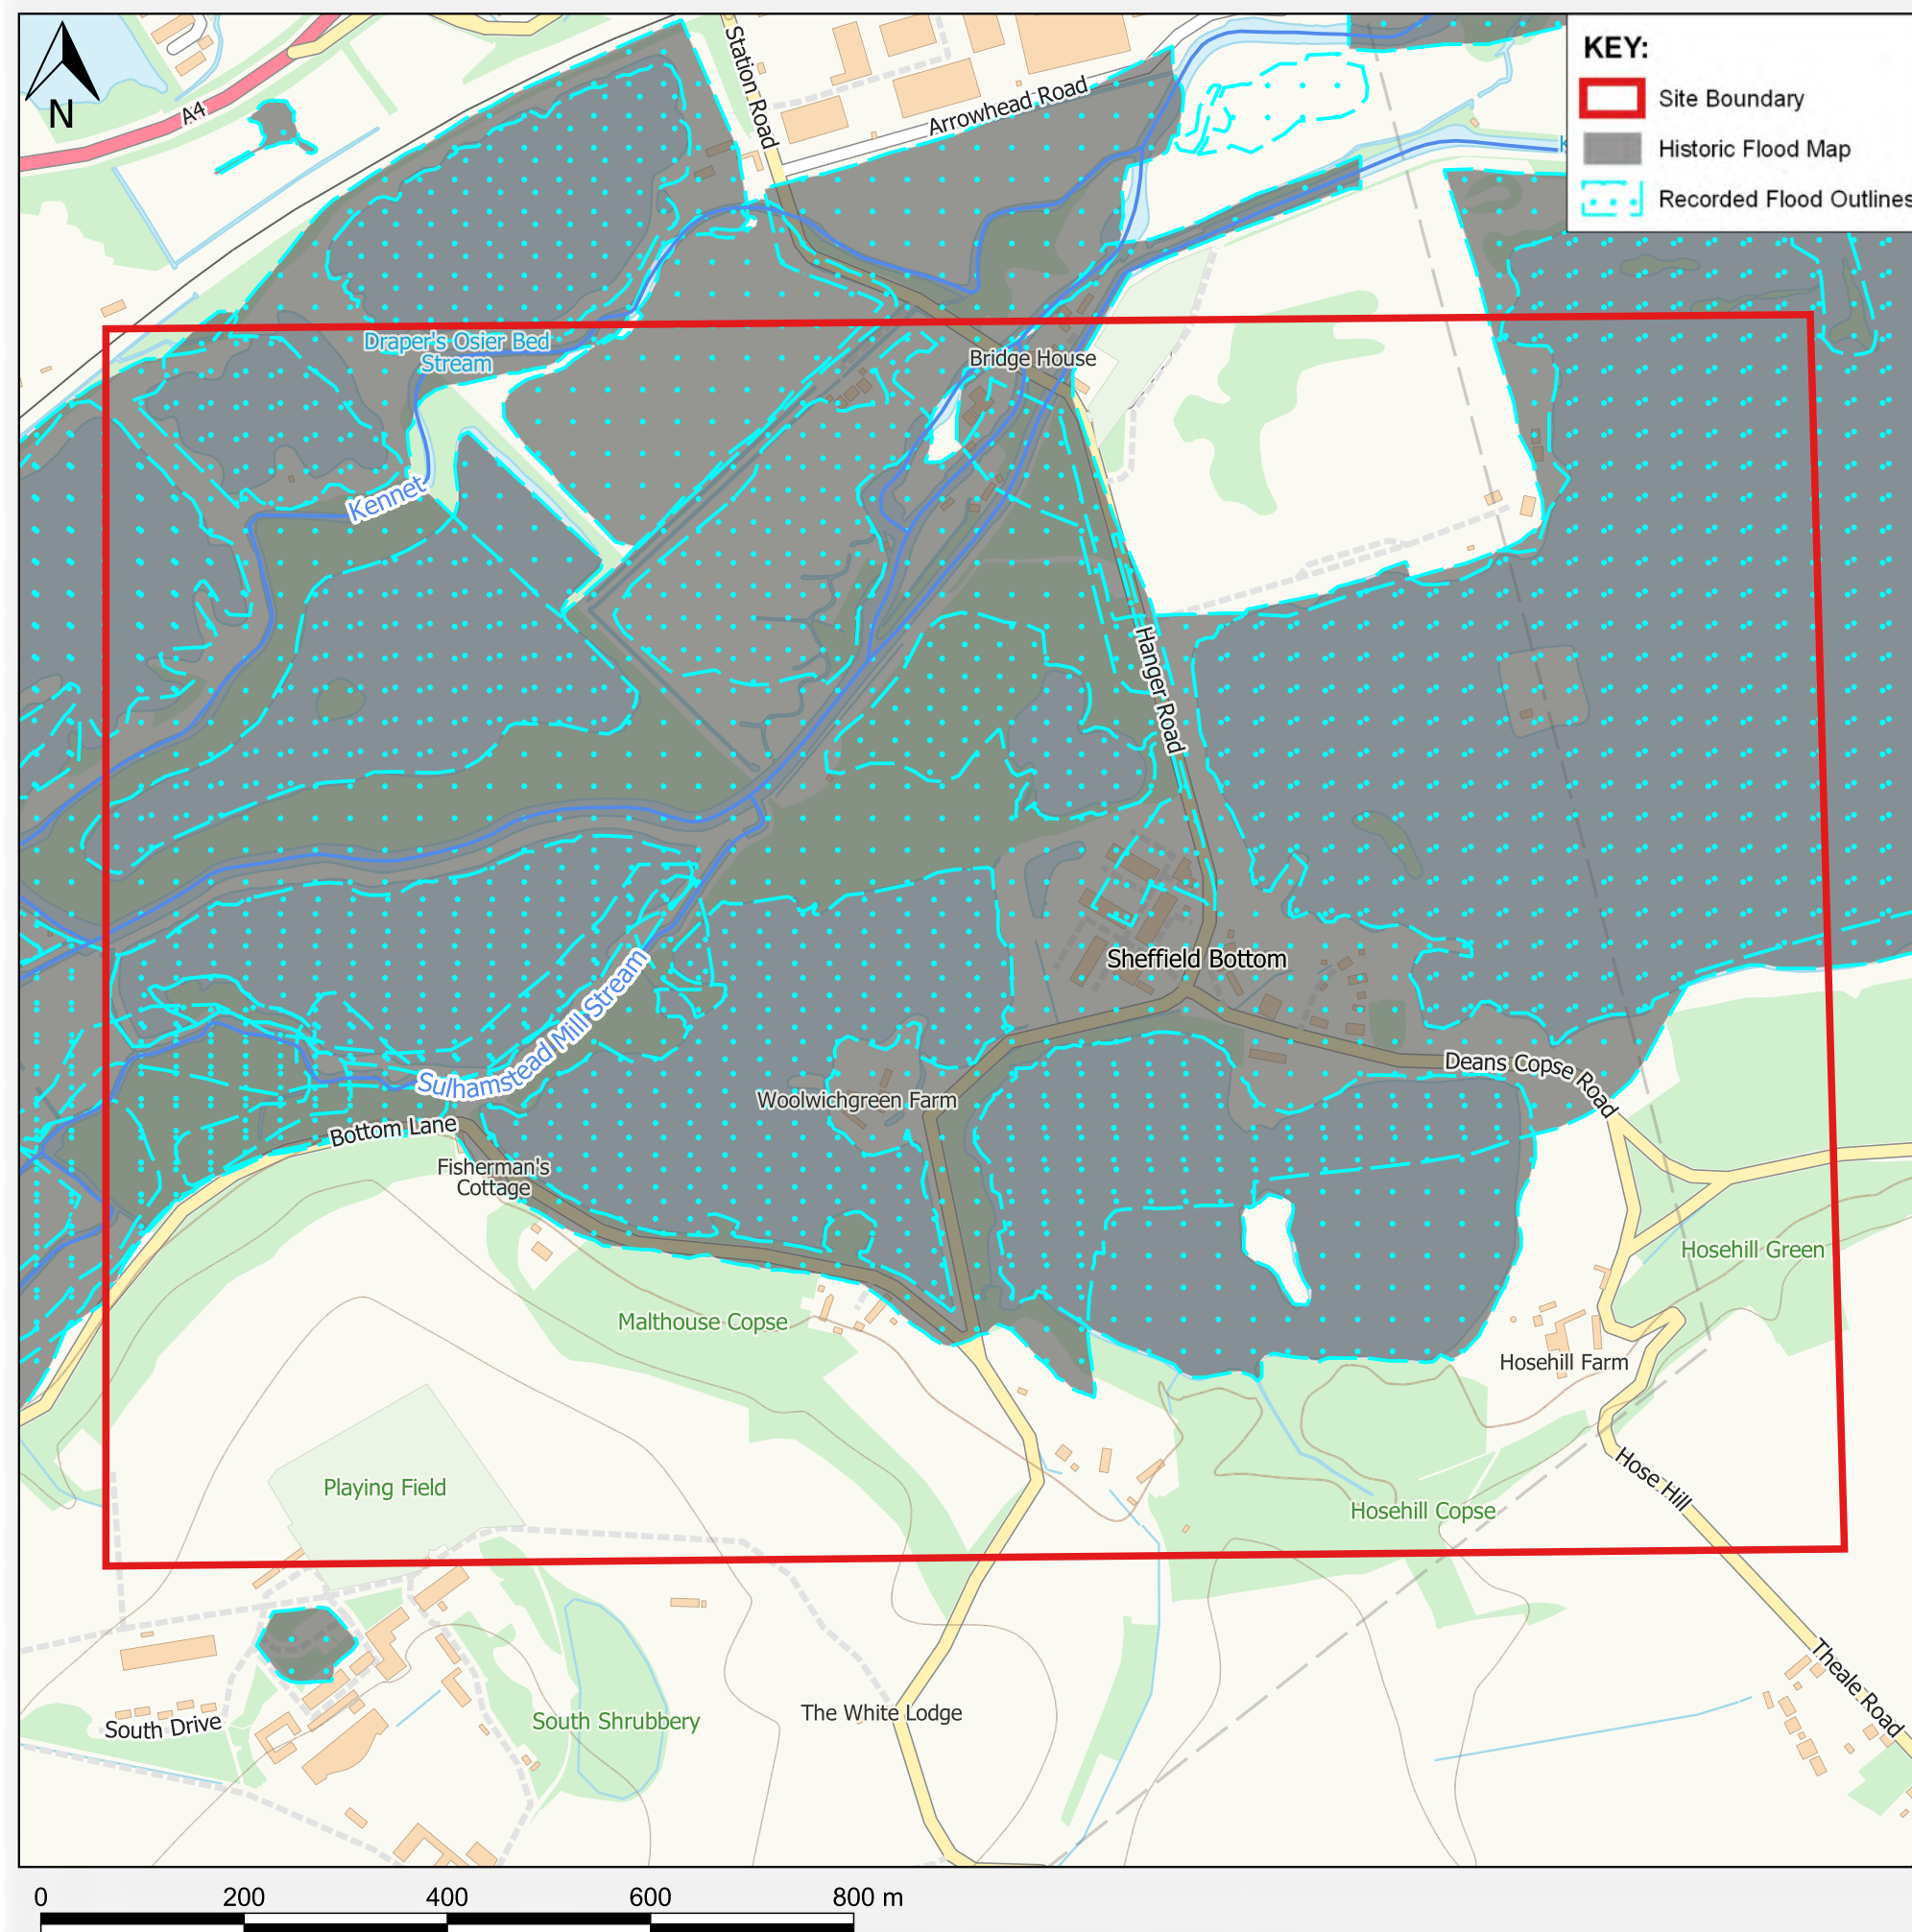 KEY:
Site Boundary
Historic Flood Map
Recorded Flood Outlines
N
A4
Station Road
Arrowhead Road
Draper's Osier Bed
Stream
Bridge House
Kennet
Hanger Road
Sheffield Bottom
Sulhamstead Mill Stream
Woolwichgreen Farm
Deans Copse Road
Bottom Lane
Fisherman's
Cottage
Hosehill Green
Malthouse Copse
Hosehill Farm
Playing Field
Hosehill Copse
Hose Hill
Theale Road
The White Lodge
South Shrubbery
South Drive
0 200 400 600 800 m